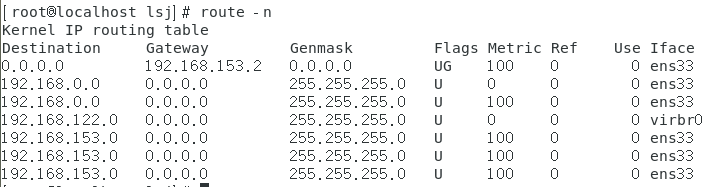 [root@localhost lsj]# route -n
Kernel IP routing table
Destination     Gateway         Genmask         Flags Metric Ref    Use Iface
0.0.0.0         192.168.153.2   0.0.0.0         UG    100    0        0 ens33
192.168.0.0     0.0.0.0         255.255.255.0   U     0      0        0 ens33
192.168.0.0     0.0.0.0         255.255.255.0   U     100    0        0 ens33
192.168.122.0   0.0.0.0         255.255.255.0   U     0      0        0 virbr0
192.168.153.0   0.0.0.0         255.255.255.0   U     100    0        0 ens33
192.168.153.0   0.0.0.0         255.255.255.0   U     100    0        0 ens33
192.168.153.0   0.0.0.0         255.255.255.0   U     100    0        0 ens33